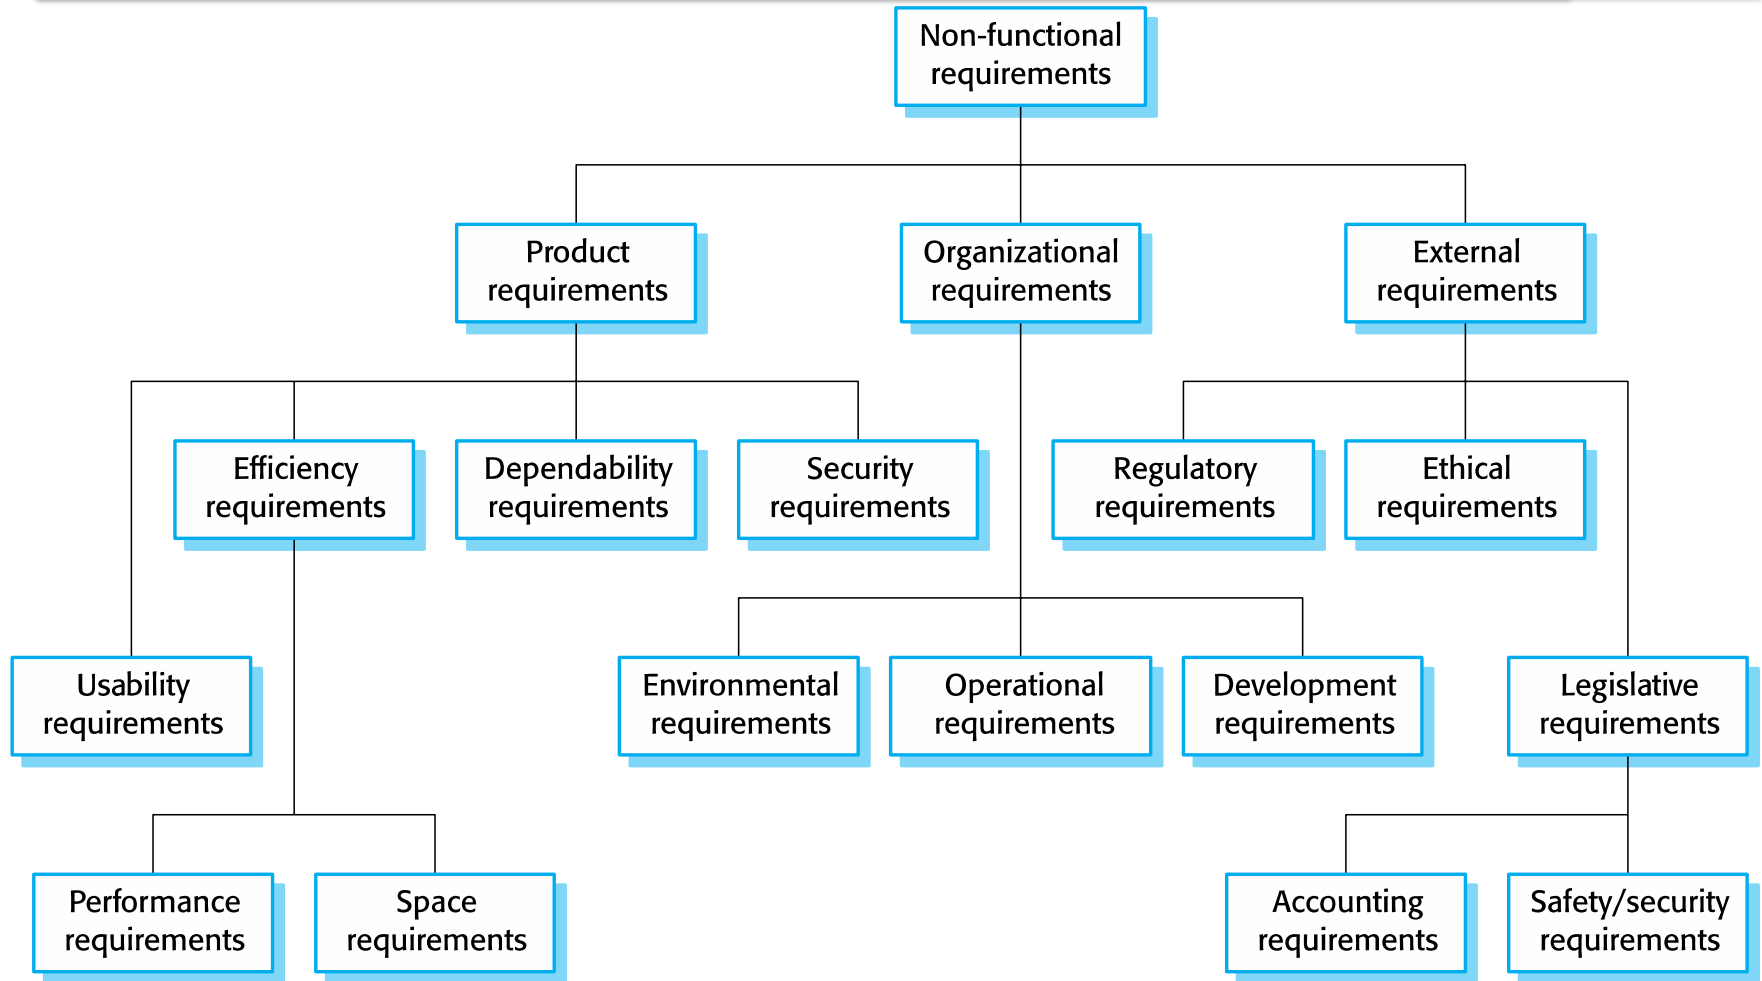 Non-functional
requirements
Product
requirements
Organizational
requirements
External
requirements
Efficiency
requirements
Dependability
requirements
Security
requirements
Regulatory
requirements
Ethical
requirements
Usability
requirements
Environmental
requirements
Operational
requirements
Development
requirements
Legislative
requirements
Performance
requirements
Space
requirements
Accounting
requirements
Safety/security
requirements